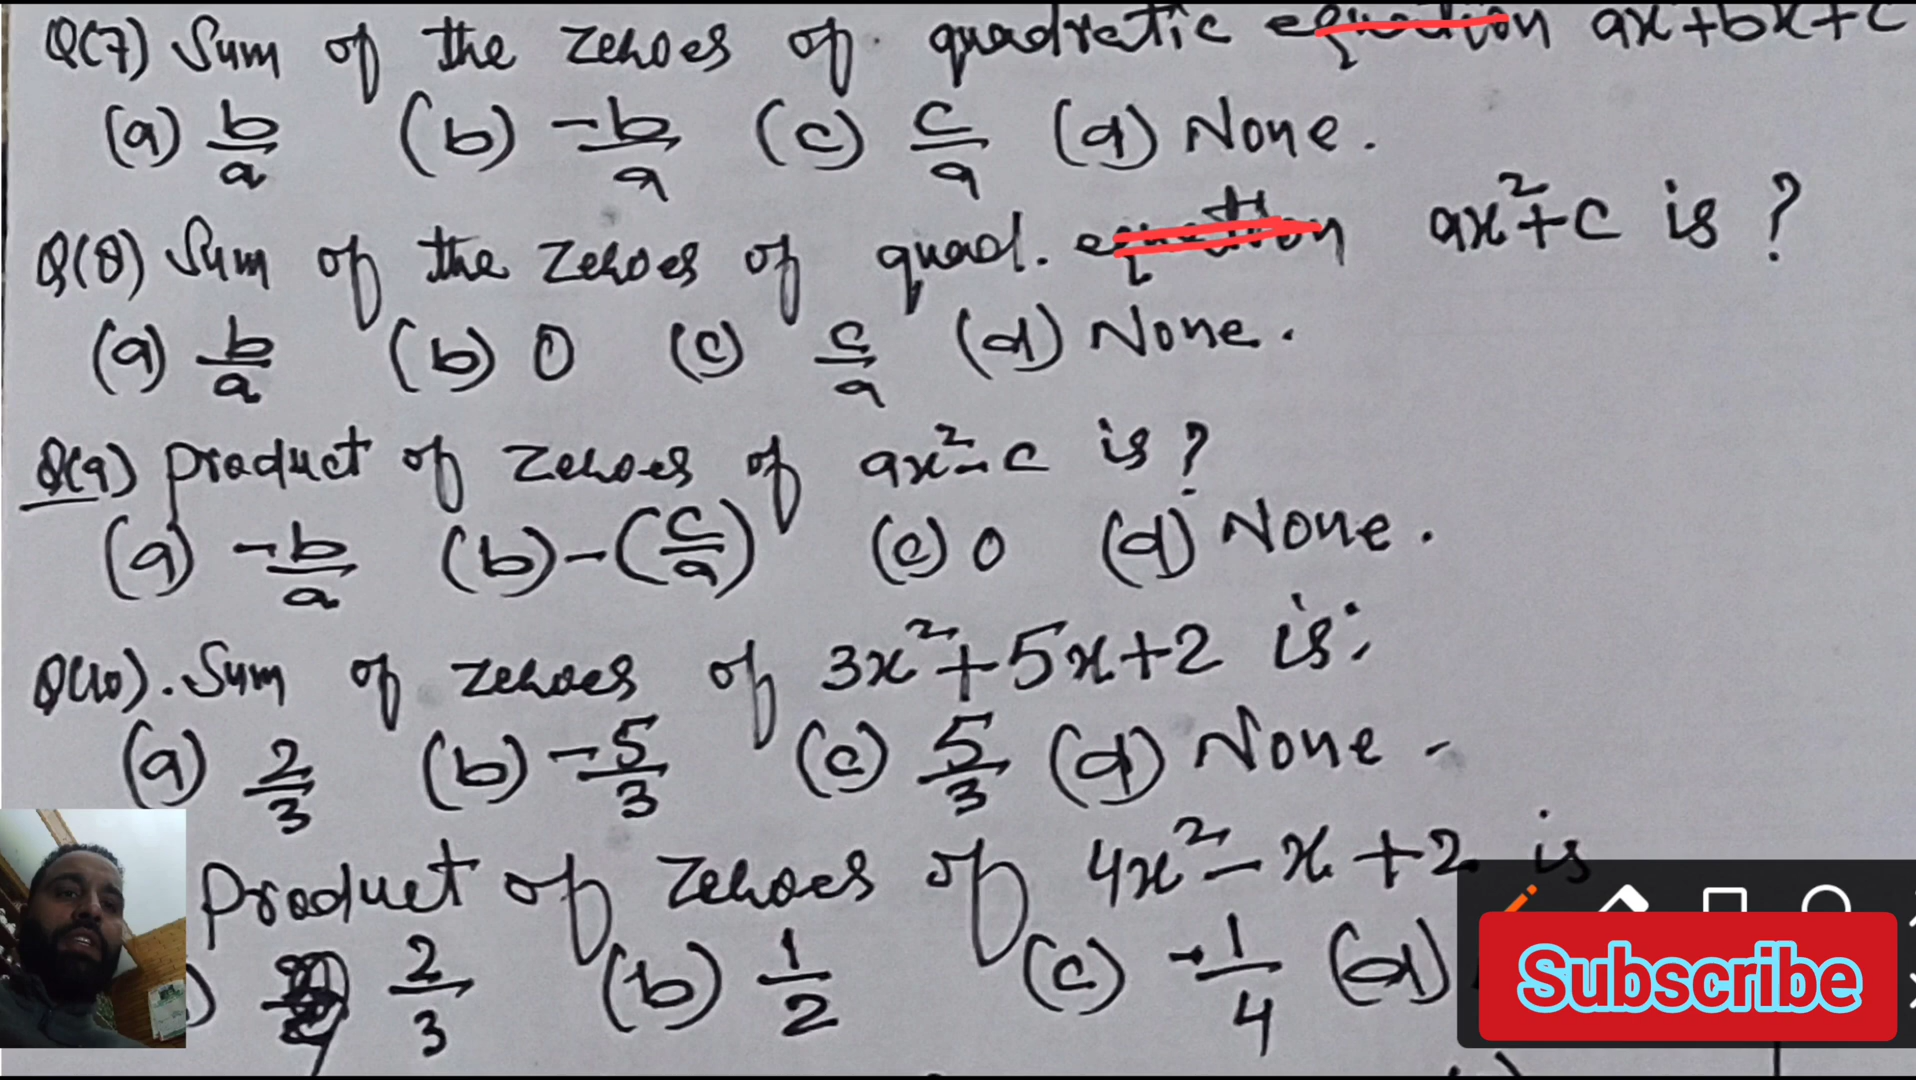 Q(7) Sum of the zeroes of quadratic equation ax²+bx+c
(a) b/a (b) -b/a (c) c/a (d) None.
Q(8) Sum of the zeroes of quad. equation ax²+c is ?
(a) b/a (b) 0 (c) c/a (d) None.
Q(9) product of zeroes of ax²-c is ?
(a) -b/a (b) -(c/a) (c) 0 (d) None.
Q(10). Sum of zeroes of 3x²+5x+2 is:
(a) 2/3 (b) -5/3 (c) 5/3 (d) None -
Product of zeroes of 4x²-x+2 is
) 2/3 (b) 1/2 (c) -1/4 (d)
Subscribe